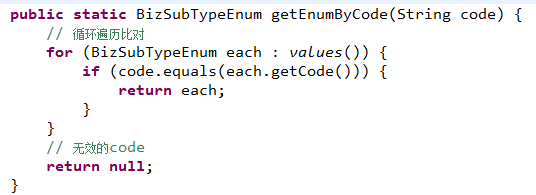 public static BizSubTypeEnum getEnumByCode(String code) {
    // 循环遍历比对
    for (BizSubTypeEnum each : values()) {
        if (code.equals(each.getCode())) {
            return each;
        }
    }
    // 无效的code
    return null;
}